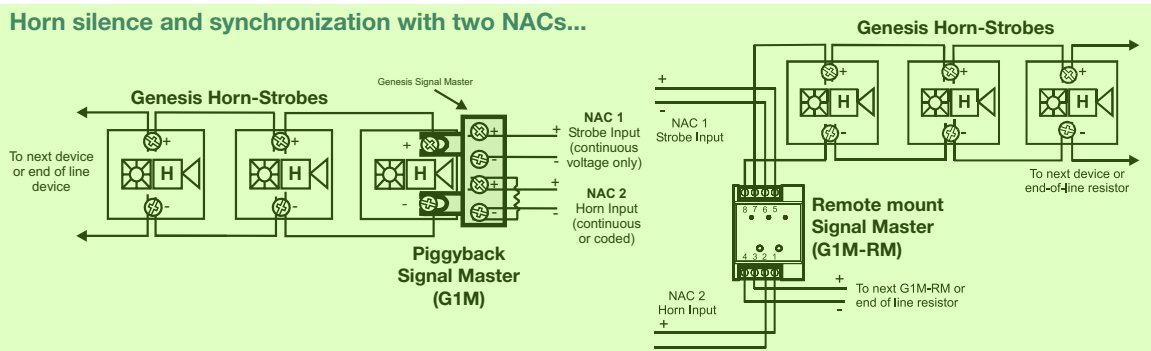 Horn silence and synchronization with two NACs...
Genesis Signal Master
Genesis Horn-Strobes
+
+
+
H
H
H
-
-
-
To next device
or end of line
device
+
-
+
-
+
-
+
-
NAC 1
Strobe Input
(continuous
voltage only)
NAC 2
Horn Input
(continuous
or coded)
Piggyback
Signal Master
(G1M)
Genesis Horn-Strobes
+
-
NAC 1
Strobe Input
+
+
+
H
H
H
-
-
-
To next device or
end-of-line resistor
8 7 6 5
4 3 2 1
Remote mount
Signal Master
(G1M-RM)
+
-
To next G1M-RM or
end of line resistor
NAC 2
Horn Input
+
-